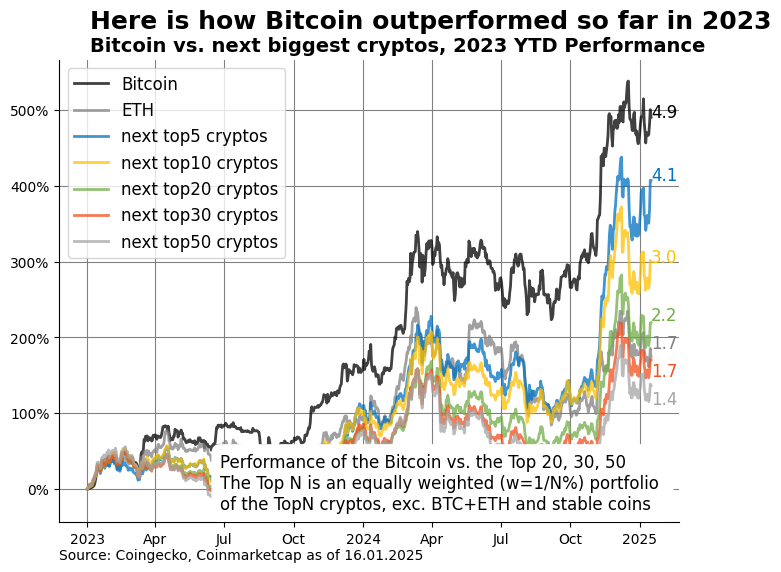 Here is how Bitcoin outperformed so far in 2023
Bitcoin vs. next biggest cryptos, 2023 YTD Performance
Bitcoin
ETH
next top5 cryptos
next top10 cryptos
next top20 cryptos
next top30 cryptos
next top50 cryptos
500%
400%
300%
200%
100%
0%
4.9
4.1
3.0
2.2
1.7
1.7
1.4
Performance of the Bitcoin vs. the Top 20, 30, 50
The Top N is an equally weighted (w=1/N%) portfolio
of the TopN cryptos, exc. BTC+ETH and stable coins
2023 Apr Jul Oct 2024 Apr Jul Oct 2025
Source: Coingecko, Coinmarketcap as of 16.01.2025